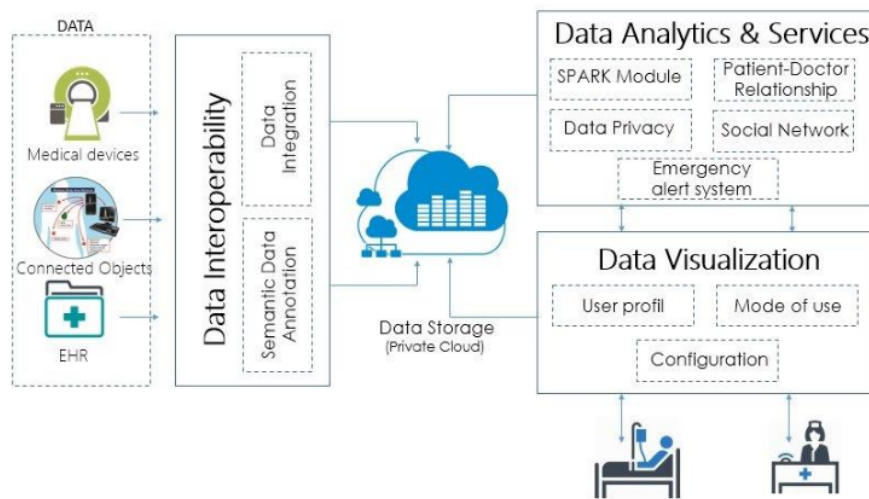 DATA
Medical devices
Connected Objects
EHR
Data Interoperability
Data
Integration
Semantic Data
Annotation
Data Storage
(Private Cloud)
Data Analytics & Services
SPARK Module
Patient-Doctor
Relationship
Data Privacy
Social Network
Emergency
alert system
Data Visualization
User profil
Mode of use
Configuration